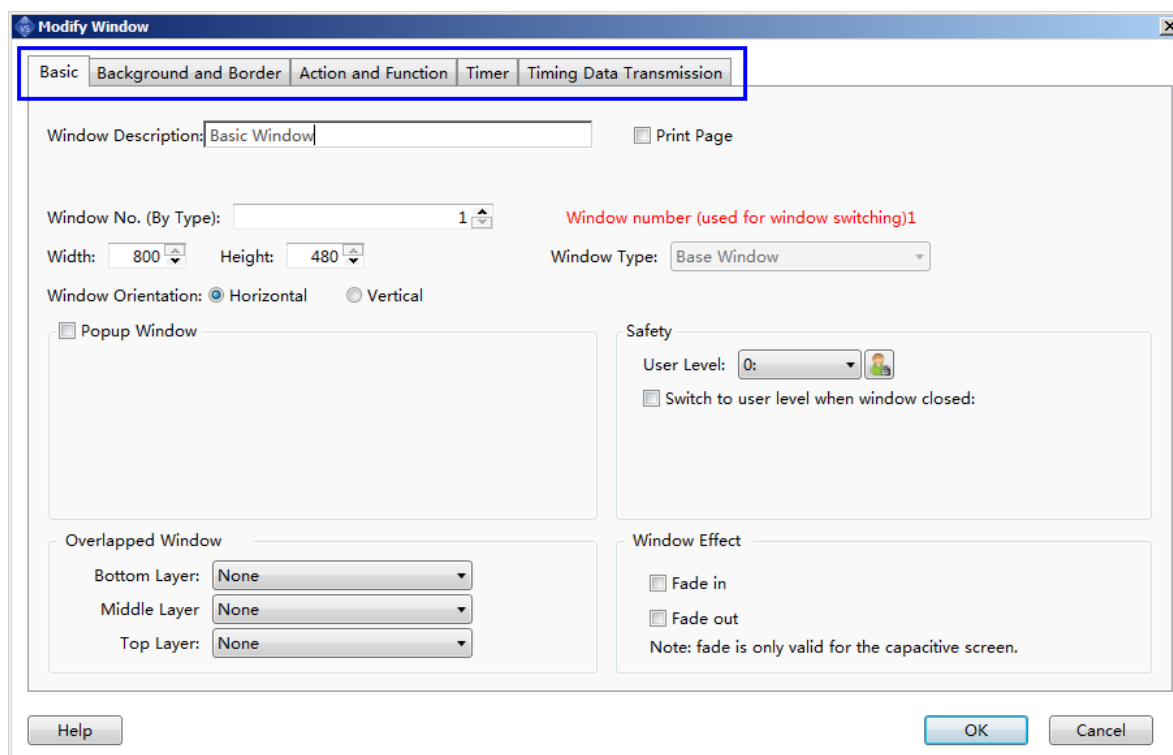 VS Modify Window
Basic Background and Border Action and Function Timer Timing Data Transmission
Window Description: Basic Window Print Page
Window No. (By Type): 1 Window number (used for window switching)1
Width: 800 Height: 480 Window Type: Base Window
Window Orientation: Horizontal Vertical
Popup Window
Safety
User Level: 0:
Switch to user level when window closed:
Overlapped Window
Bottom Layer: None
Middle Layer None
Top Layer: None
Window Effect
Fade in
Fade out
Note: fade is only valid for the capacitive screen.
Help OK Cancel